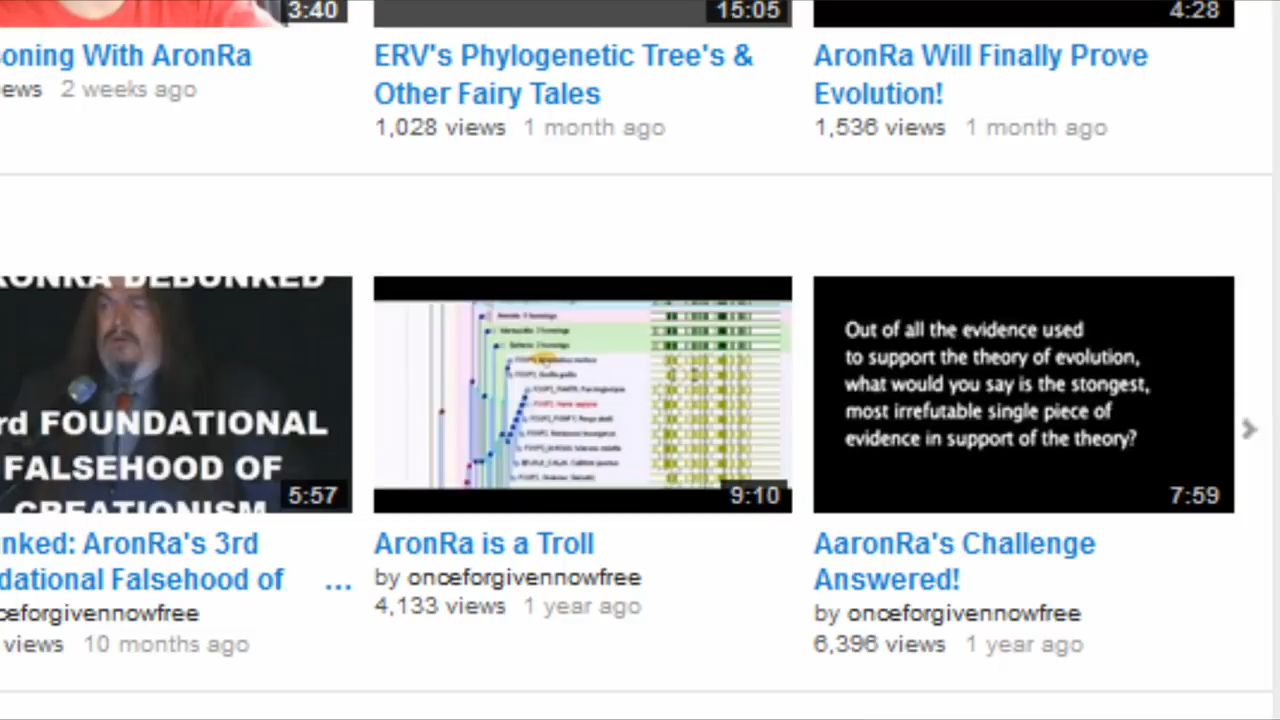 3:40
15:05
4:28
oning With AronRa
ERV's Phylogenetic Tree's &
Other Fairy Tales
AronRa Will Finally Prove
Evolution!
ews 2 weeks ago
1,028 views 1 month ago
1,536 views 1 month ago
RONRA DEBUNKED
rd FOUNDATIONAL
FALSEHOOD OF
CREATIONISM
5:57
9:10
Out of all the evidence used
to support the theory of evolution,
what would you say is the stongest,
most irrefutable single piece of
evidence in support of the theory?
7:59
nked: AronRa's 3rd
dational Falsehood of ...
ceforgivennowfree
views 10 months ago
AronRa is a Troll
by onceforgivennowfree
4,133 views 1 year ago
AaronRa's Challenge
Answered!
by onceforgivennowfree
6,396 views 1 year ago